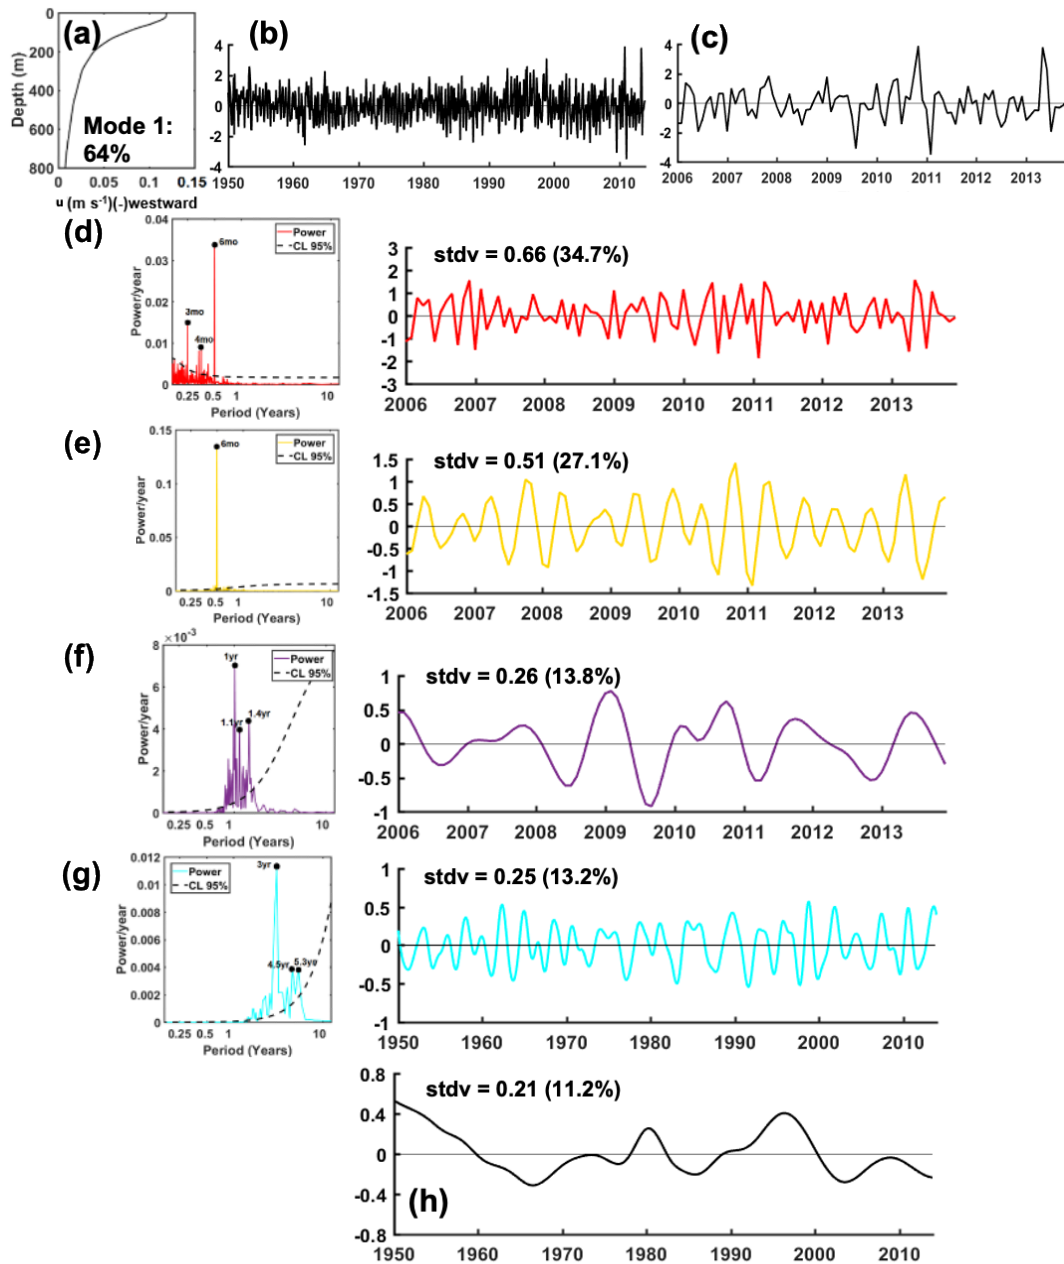 (a)
(b)
(c)
0
200
400
600
800
Depth (m)
Mode 1:
64%
0 0.05 0.1 0.15
u (m s-1)(-)westward
4
2
0
-2
-4
1950 1960 1970 1980 1990 2000 2010
4
2
0
-2
-4
2006 2007 2008 2009 2010 2011 2012 2013
(d)
0.04
0.03
0.02
0.01
0
Power/year
6mo
3mo
4mo
Power
CL 95%
0.25 0.5 1 10
Period (Years)
stdv = 0.66 (34.7%)
3
2
1
0
-1
-2
-3
2006 2007 2008 2009 2010 2011 2012 2013
(e)
0.15
0.1
0.05
0
Power/year
6mo
Power
CL 95%
0.25 0.5 1 10
Period (Years)
stdv = 0.51 (27.1%)
1.5
1
0.5
0
-0.5
-1
-1.5
2006 2007 2008 2009 2010 2011 2012 2013
(f)
×10-3
8
6
4
2
0
Power/year
1yr
1.1yr
1.4yr
Power
CL 95%
0.25 0.5 1 10
Period (Years)
stdv = 0.26 (13.8%)
1
0.5
0
-0.5
-1
2006 2007 2008 2009 2010 2011 2012 2013
(g)
0.012
0.01
0.008
0.006
0.004
0.002
0
Power/year
Power
CL 95%
3yr
4.5yr
5.3yr
0.25 0.5 1 10
Period (Years)
stdv = 0.25 (13.2%)
1
0.5
0
-0.5
-1
1950 1960 1970 1980 1990 2000 2010
stdv = 0.21 (11.2%)
0.8
0.4
0
-0.4
-0.8
(h)
1950 1960 1970 1980 1990 2000 2010